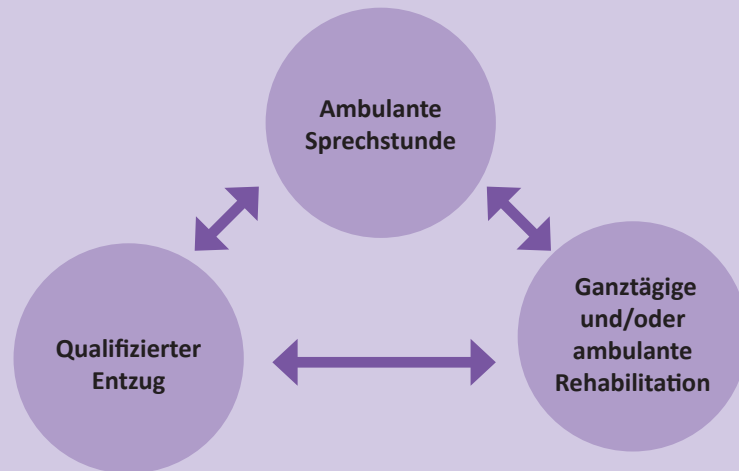 Ambulante
Sprechstunde
Qualifizierter
Entzug
Ganztägige
und/oder
ambulante
Rehabilitation